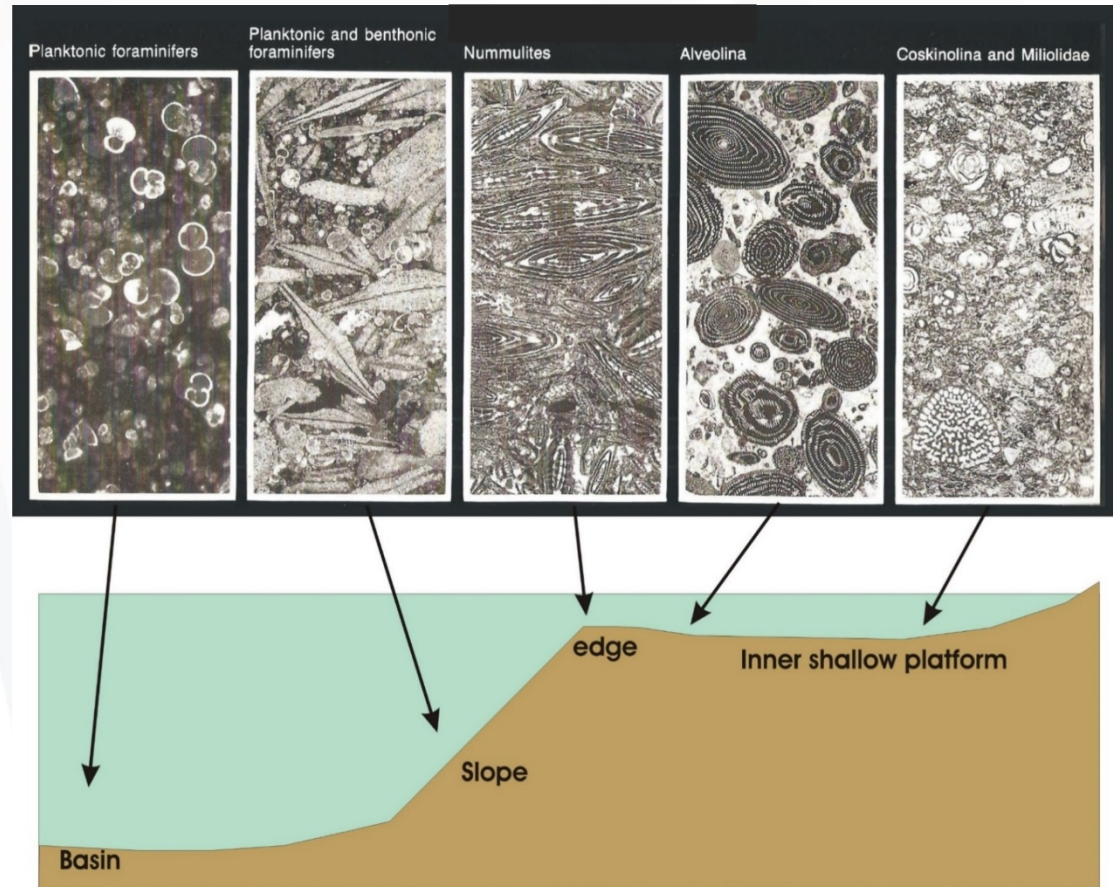 Planktonic foraminifers
Planktonic and benthonic
foraminifers
Nummulites
Alveolina
Coskinolina and Miliolidae
edge
Inner shallow platform
Slope
Basin